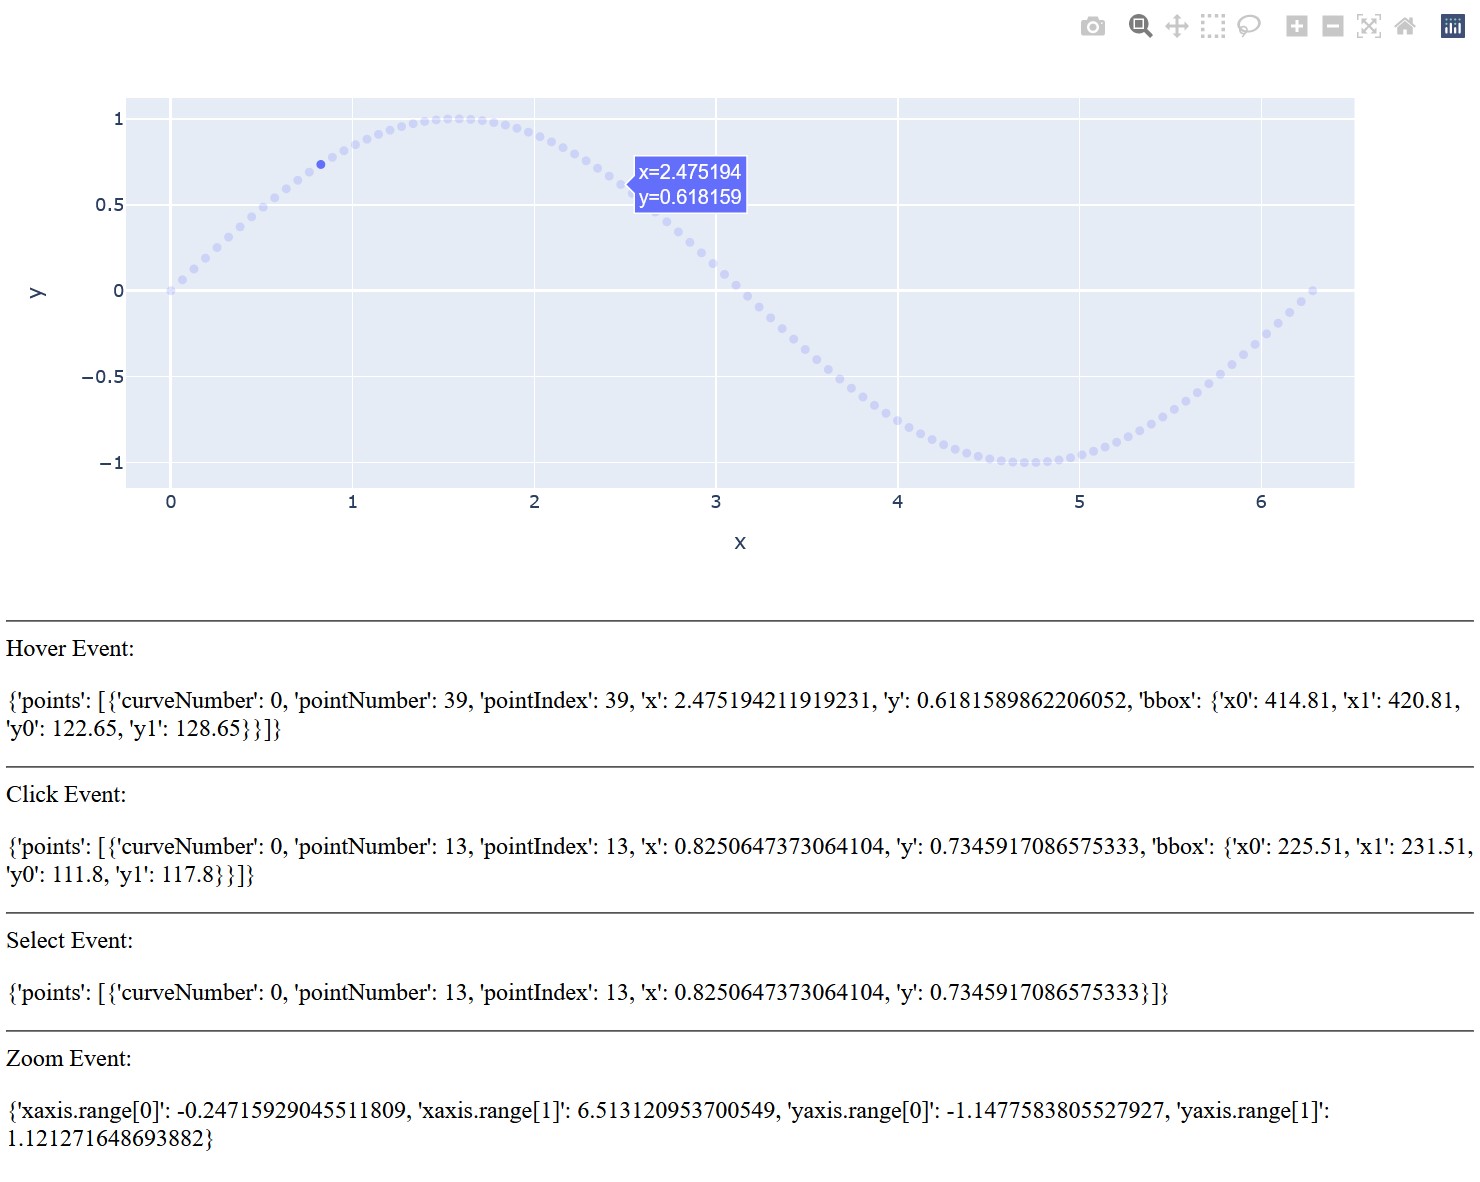 1
x=2.475194
y=0.618159
0.5
0
y
−0.5
−1
0 1 2 3 4 5 6
x
Hover Event:
{'points': [{'curveNumber': 0, 'pointNumber': 39, 'pointIndex': 39, 'x': 2.475194211919231, 'y': 0.6181589862206052, 'bbox': {'x0': 414.81, 'x1': 420.81,
'y0': 122.65, 'y1': 128.65}}]}
Click Event:
{'points': [{'curveNumber': 0, 'pointNumber': 13, 'pointIndex': 13, 'x': 0.8250647373064104, 'y': 0.7345917086575333, 'bbox': {'x0': 225.51, 'x1': 231.51,
'y0': 111.8, 'y1': 117.8}}]}
Select Event:
{'points': [{'curveNumber': 0, 'pointNumber': 13, 'pointIndex': 13, 'x': 0.8250647373064104, 'y': 0.7345917086575333}]}
Zoom Event:
{'xaxis.range[0]': -0.24715929045511809, 'xaxis.range[1]': 6.513120953700549, 'yaxis.range[0]': -1.1477583805527927, 'yaxis.range[1]':
1.121271648693882}